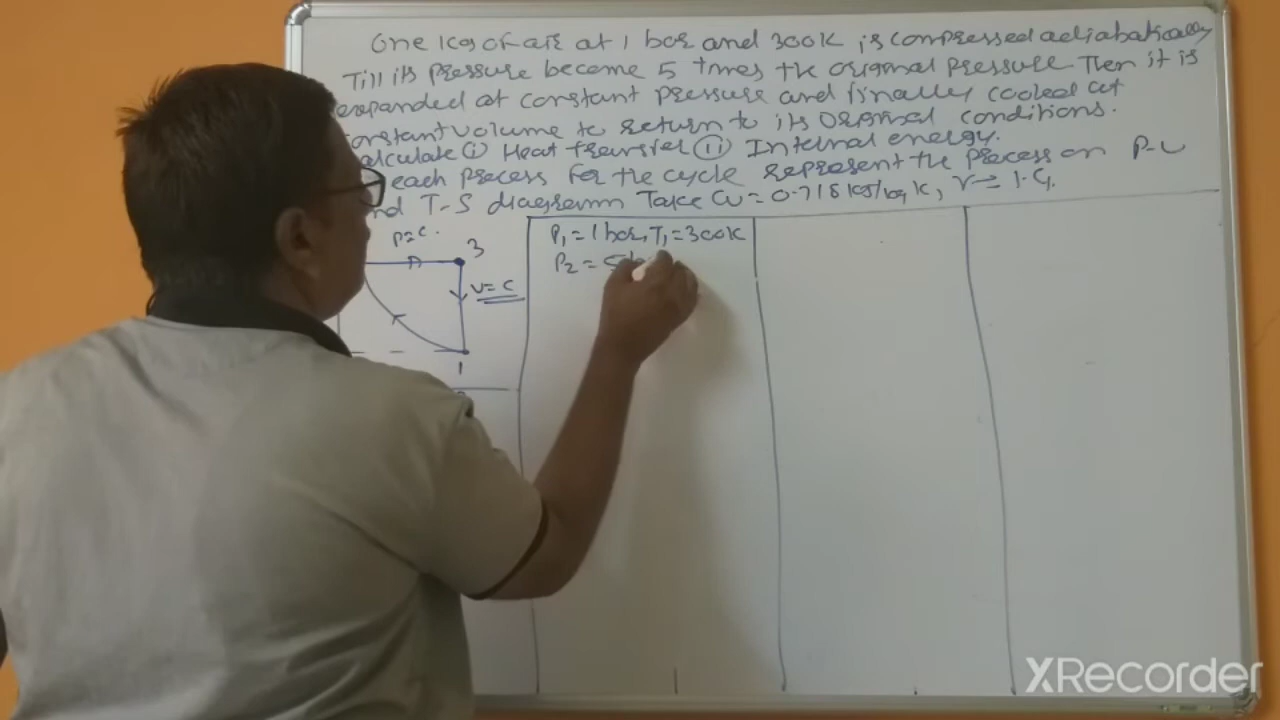 One kg of air at 1 bar and 300K is compressed adiabatically
Till its pressure become 5 times the original pressure. Then it is
expanded at constant pressure and finally cooled at
constant volume to return to its original conditions.
calculate (i) Heat transfer (ii) Internal energy.
each process for the cycle represent the process on P-V
nd T-S diagram Take Cv = 0.718 kJ/kg K, r = 1.4.
P=C.
3
V=C
1
P1 = 1 bar, T1 = 300K
P2 = 5
XRecorder